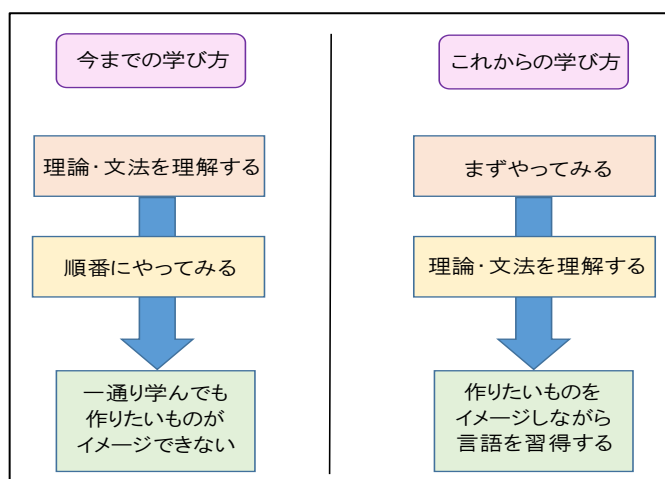 今までの学び方
理論・文法を理解する
順番にやってみる
一通り学んでも
作りたいものが
イメージできない
これからの学び方
まずやってみる
理論・文法を理解する
作りたいものを
イメージしながら
言語を習得する